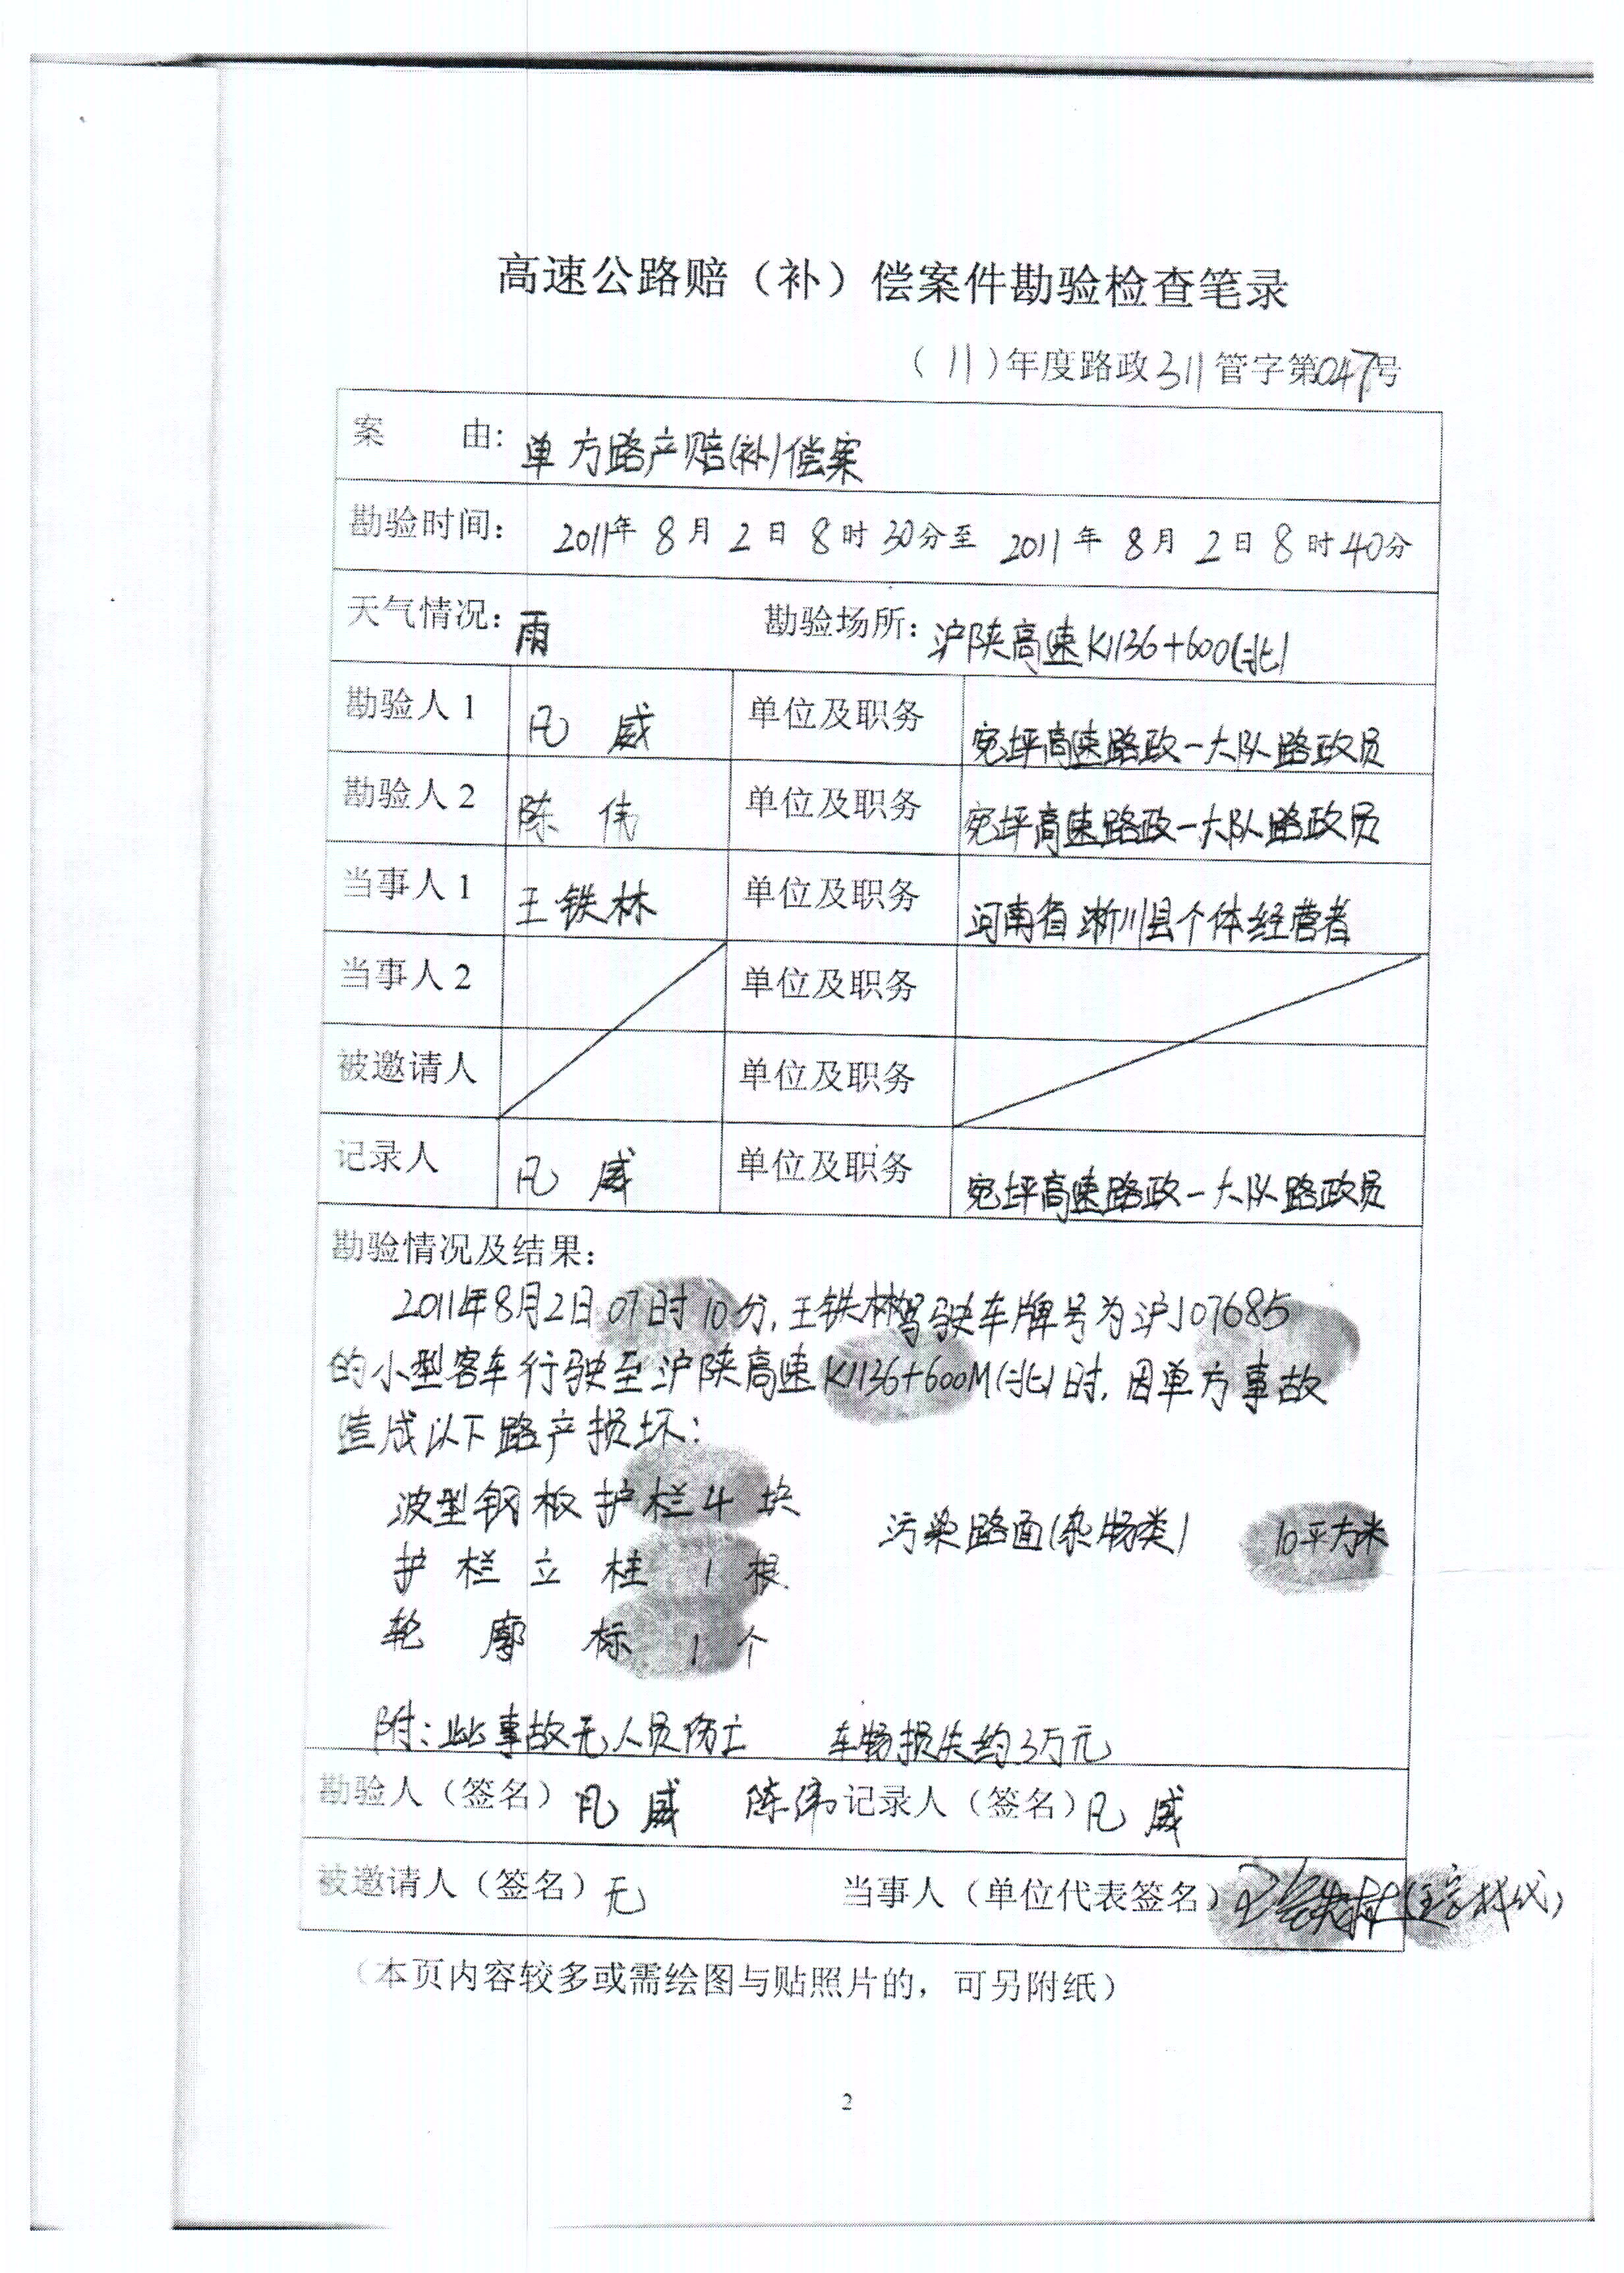 高速公路赔（补）偿案件勘验检查笔录
（11）年度路政311管字第047号
案 由: 单方路产赔(补)偿案
勘验时间: 2011年8月2日8时30分至 2011年8月2日8时40分
天气情况: 雨 勘验场所: 沪陕高速K1136+600(北)
勘验人1 凡威 单位及职务 宛坪高速路政一大队路政员
勘验人2 陈伟 单位及职务 宛坪高速路政一大队路政员
当事人1 王铁林 单位及职务 河南省淅川县个体经营者
当事人2 单位及职务
被邀请人 单位及职务
记录人 凡威 单位及职务 宛坪高速路政一大队路政员
勘验情况及结果:
2011年8月2日07时10分,王铁林驾驶车牌号为沪J07685
的小型客车行驶至沪陕高速K1136+600M(北)时,因单方事故
造成以下路产损坏:
波型钢板护栏4块 污染路面(杂物类) 10平方米
护栏立柱1根.
轮廓标1个
附:此事故无人员伤亡 车物损失约3万元
勘验人（签名）凡威 陈伟 记录人（签名）凡威
被邀请人（签名）无 当事人（单位代表签名）
（本页内容较多或需绘图与贴照片的，可另附纸）
2